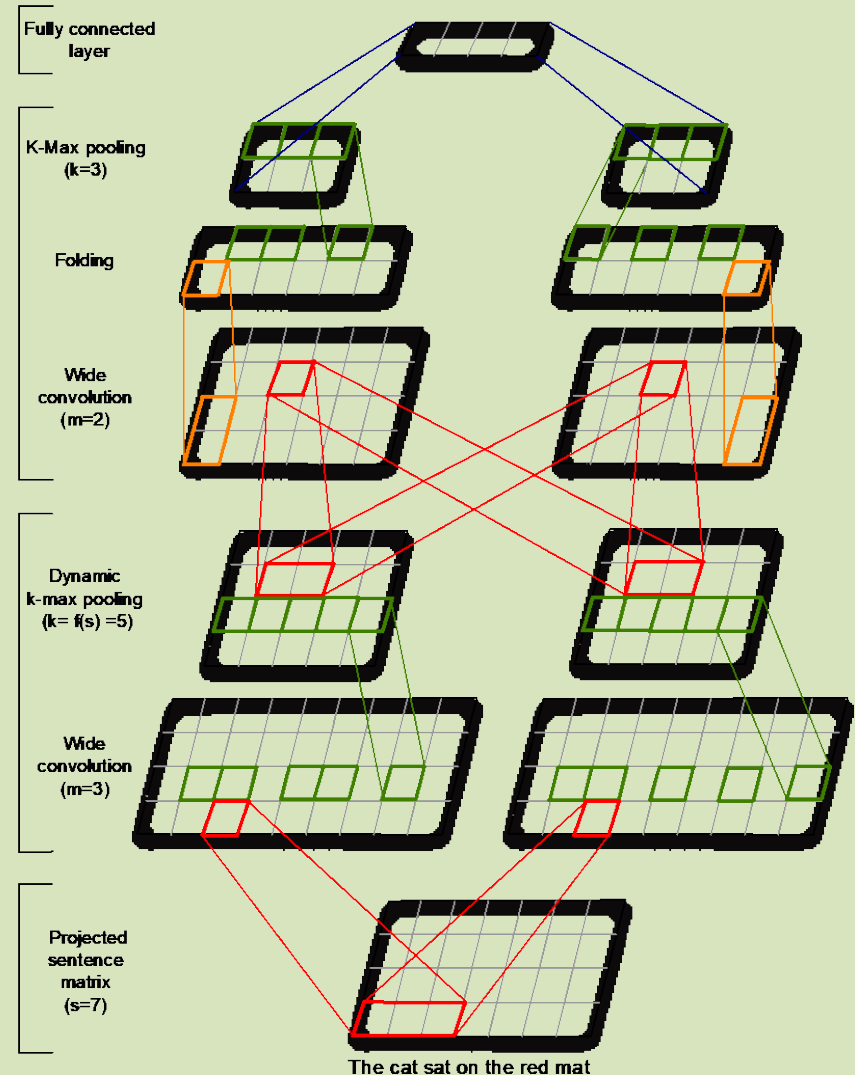 Fully connected
layer
K-Max pooling
(k=3)
Folding
Wide
convolution
(m=2)
Dynamic
k-max pooling
(k= f(s) =5)
Wide
convolution
(m=3)
Projected
sentence
matrix
(s=7)
The cat sat on the red mat